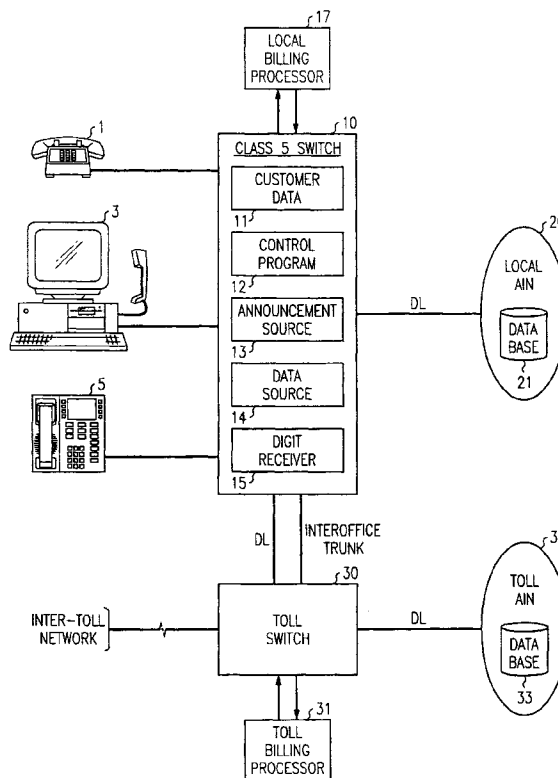 17
LOCAL
BILLING
PROCESSOR
1
10
CLASS 5 SWITCH
CUSTOMER
DATA
11
3
CONTROL
PROGRAM
12
20
LOCAL
AIN
DATA
BASE
21
DL
ANNOUNCEMENT
SOURCE
13
5
DATA
SOURCE
14
DIGIT
RECEIVER
15
DL
INTEROFFICE
TRUNK
30
TOLL
SWITCH
INTER-TOLL
NETWORK
DL
TOLL
AIN
DATA
BASE
33
31
TOLL
BILLING
PROCESSOR